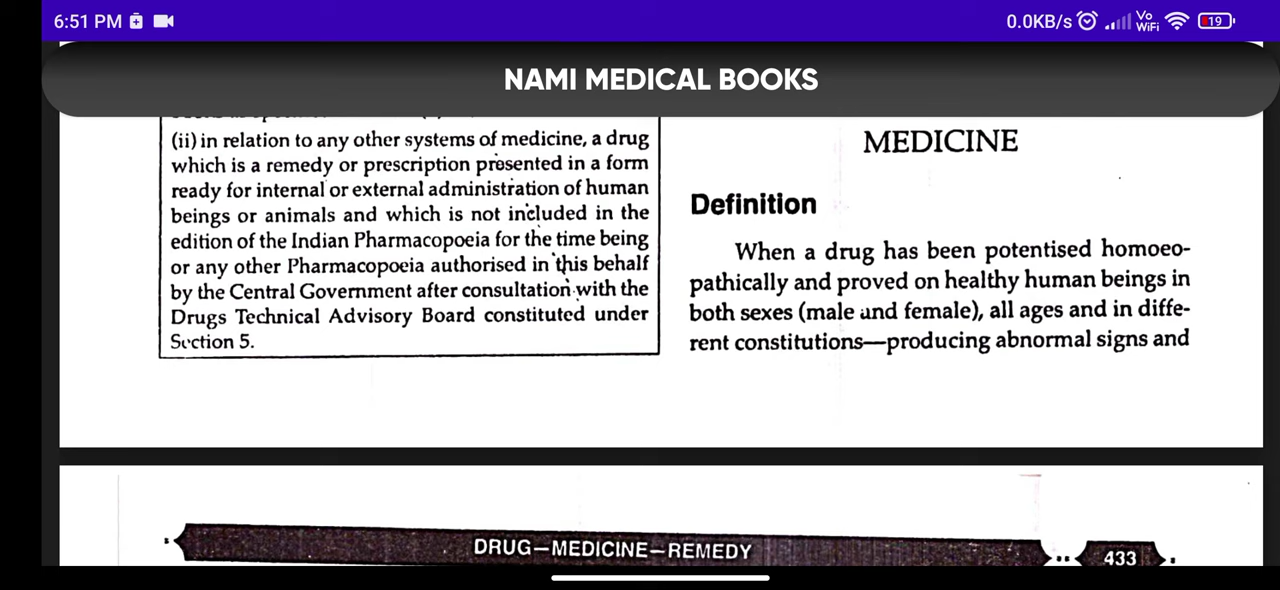 6:51 PM
0.0KB/s
Vo
WiFi
19
NAMI MEDICAL BOOKS
(ii) in relation to any other systems of medicine, a drug
which is a remedy or prescription presented in a form
ready for internal or external administration of human
beings or animals and which is not included in the
edition of the Indian Pharmacopoeia for the time being
or any other Pharmacopoeia authorised in this behalf
by the Central Government after consultation with the
Drugs Technical Advisory Board constituted under
Section 5.
MEDICINE
Definition
When a drug has been potentised homoeo-
pathically and proved on healthy human beings in
both sexes (male and female), all ages and in diffe-
rent constitutions—producing abnormal signs and
DRUG—MEDICINE—REMEDY
433